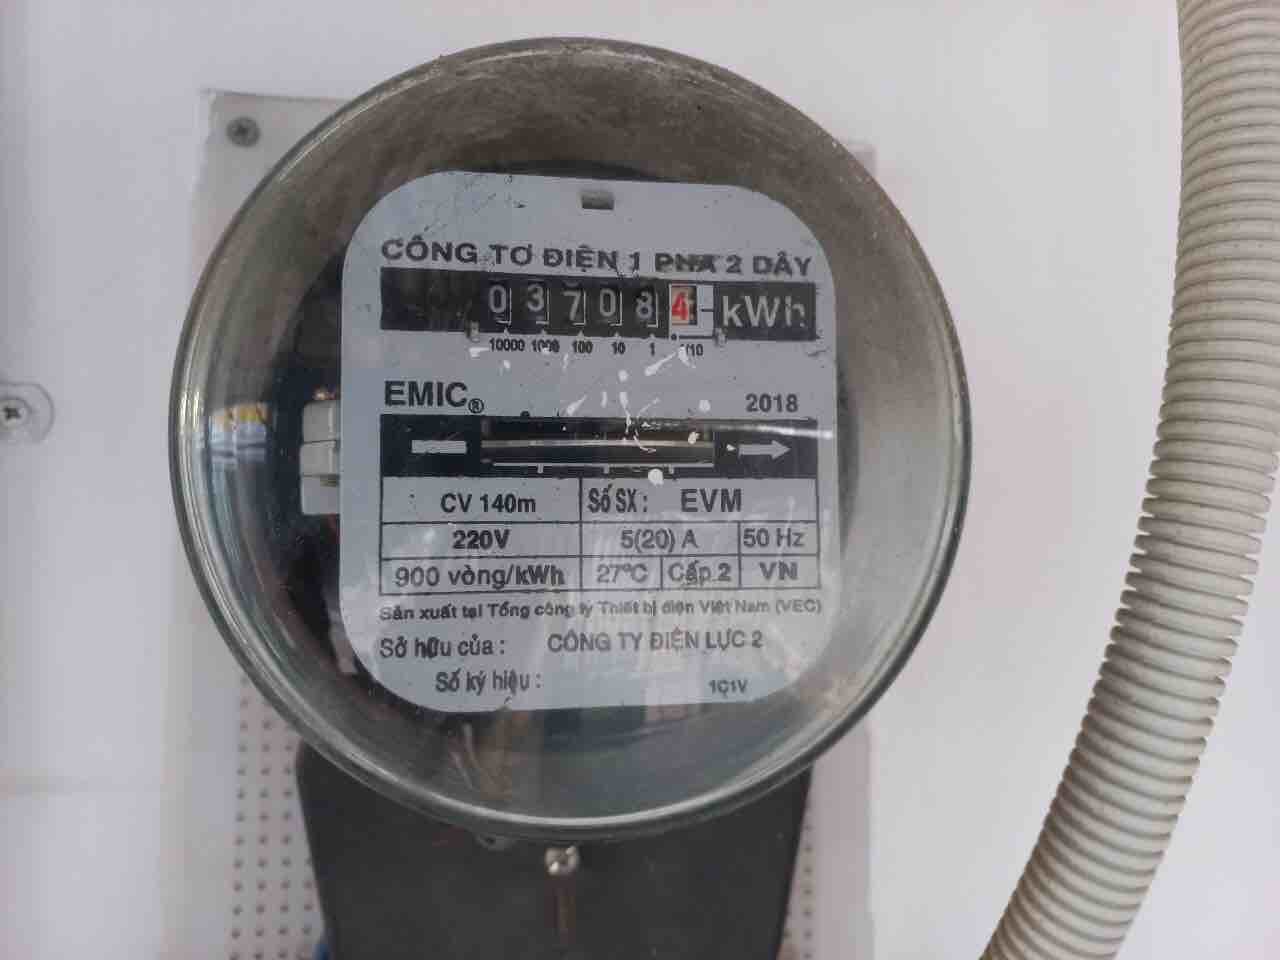 CÔNG TƠ ĐIỆN 1 PHA 2 DÂY
0 3 7 0 8 4 kWh
10000 1000 100 10 1 1/10
EMIC® 2018
CV 140m Số SX : EVM
220V 5(20) A 50 Hz
900 vòng/kWh 27°C Cấp 2 VN
Sản xuất tại Tổng công ty Thiết bị điện Việt Nam (VEC)
Sở hữu của : CÔNG TY ĐIỆN LỰC 2
Số ký hiệu : 1C1V